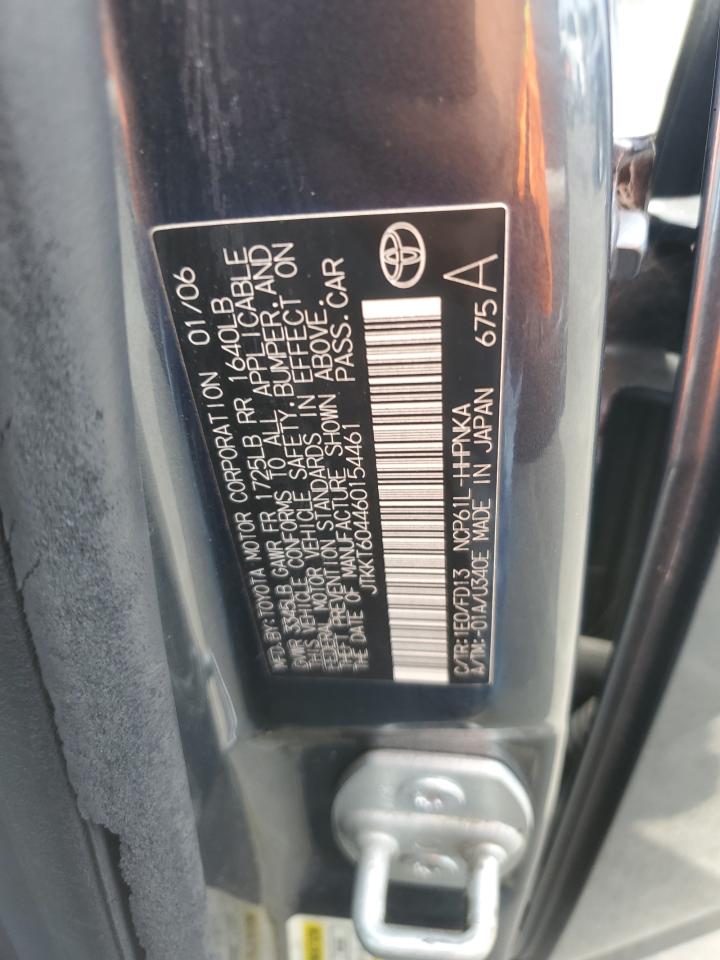 MFD. BY: TOYOTA MOTOR CORPORATION 01/06
GVWR 3345LB GAWR FR 1725LB RR 1640LB
THIS VEHICLE CONFORMS TO ALL APPLICABLE
FEDERAL MOTOR VEHICLE SAFETY, BUMPER, AND
THEFT PREVENTION STANDARDS IN EFFECT ON
THE DATE OF MANUFACTURE SHOWN ABOVE.
JTKKT604460154461 PASS. CAR
C/TR: 1E0/FD13 NCP61L-HHPNKA
A/TM: -01A/U340E MADE IN JAPAN 675 A